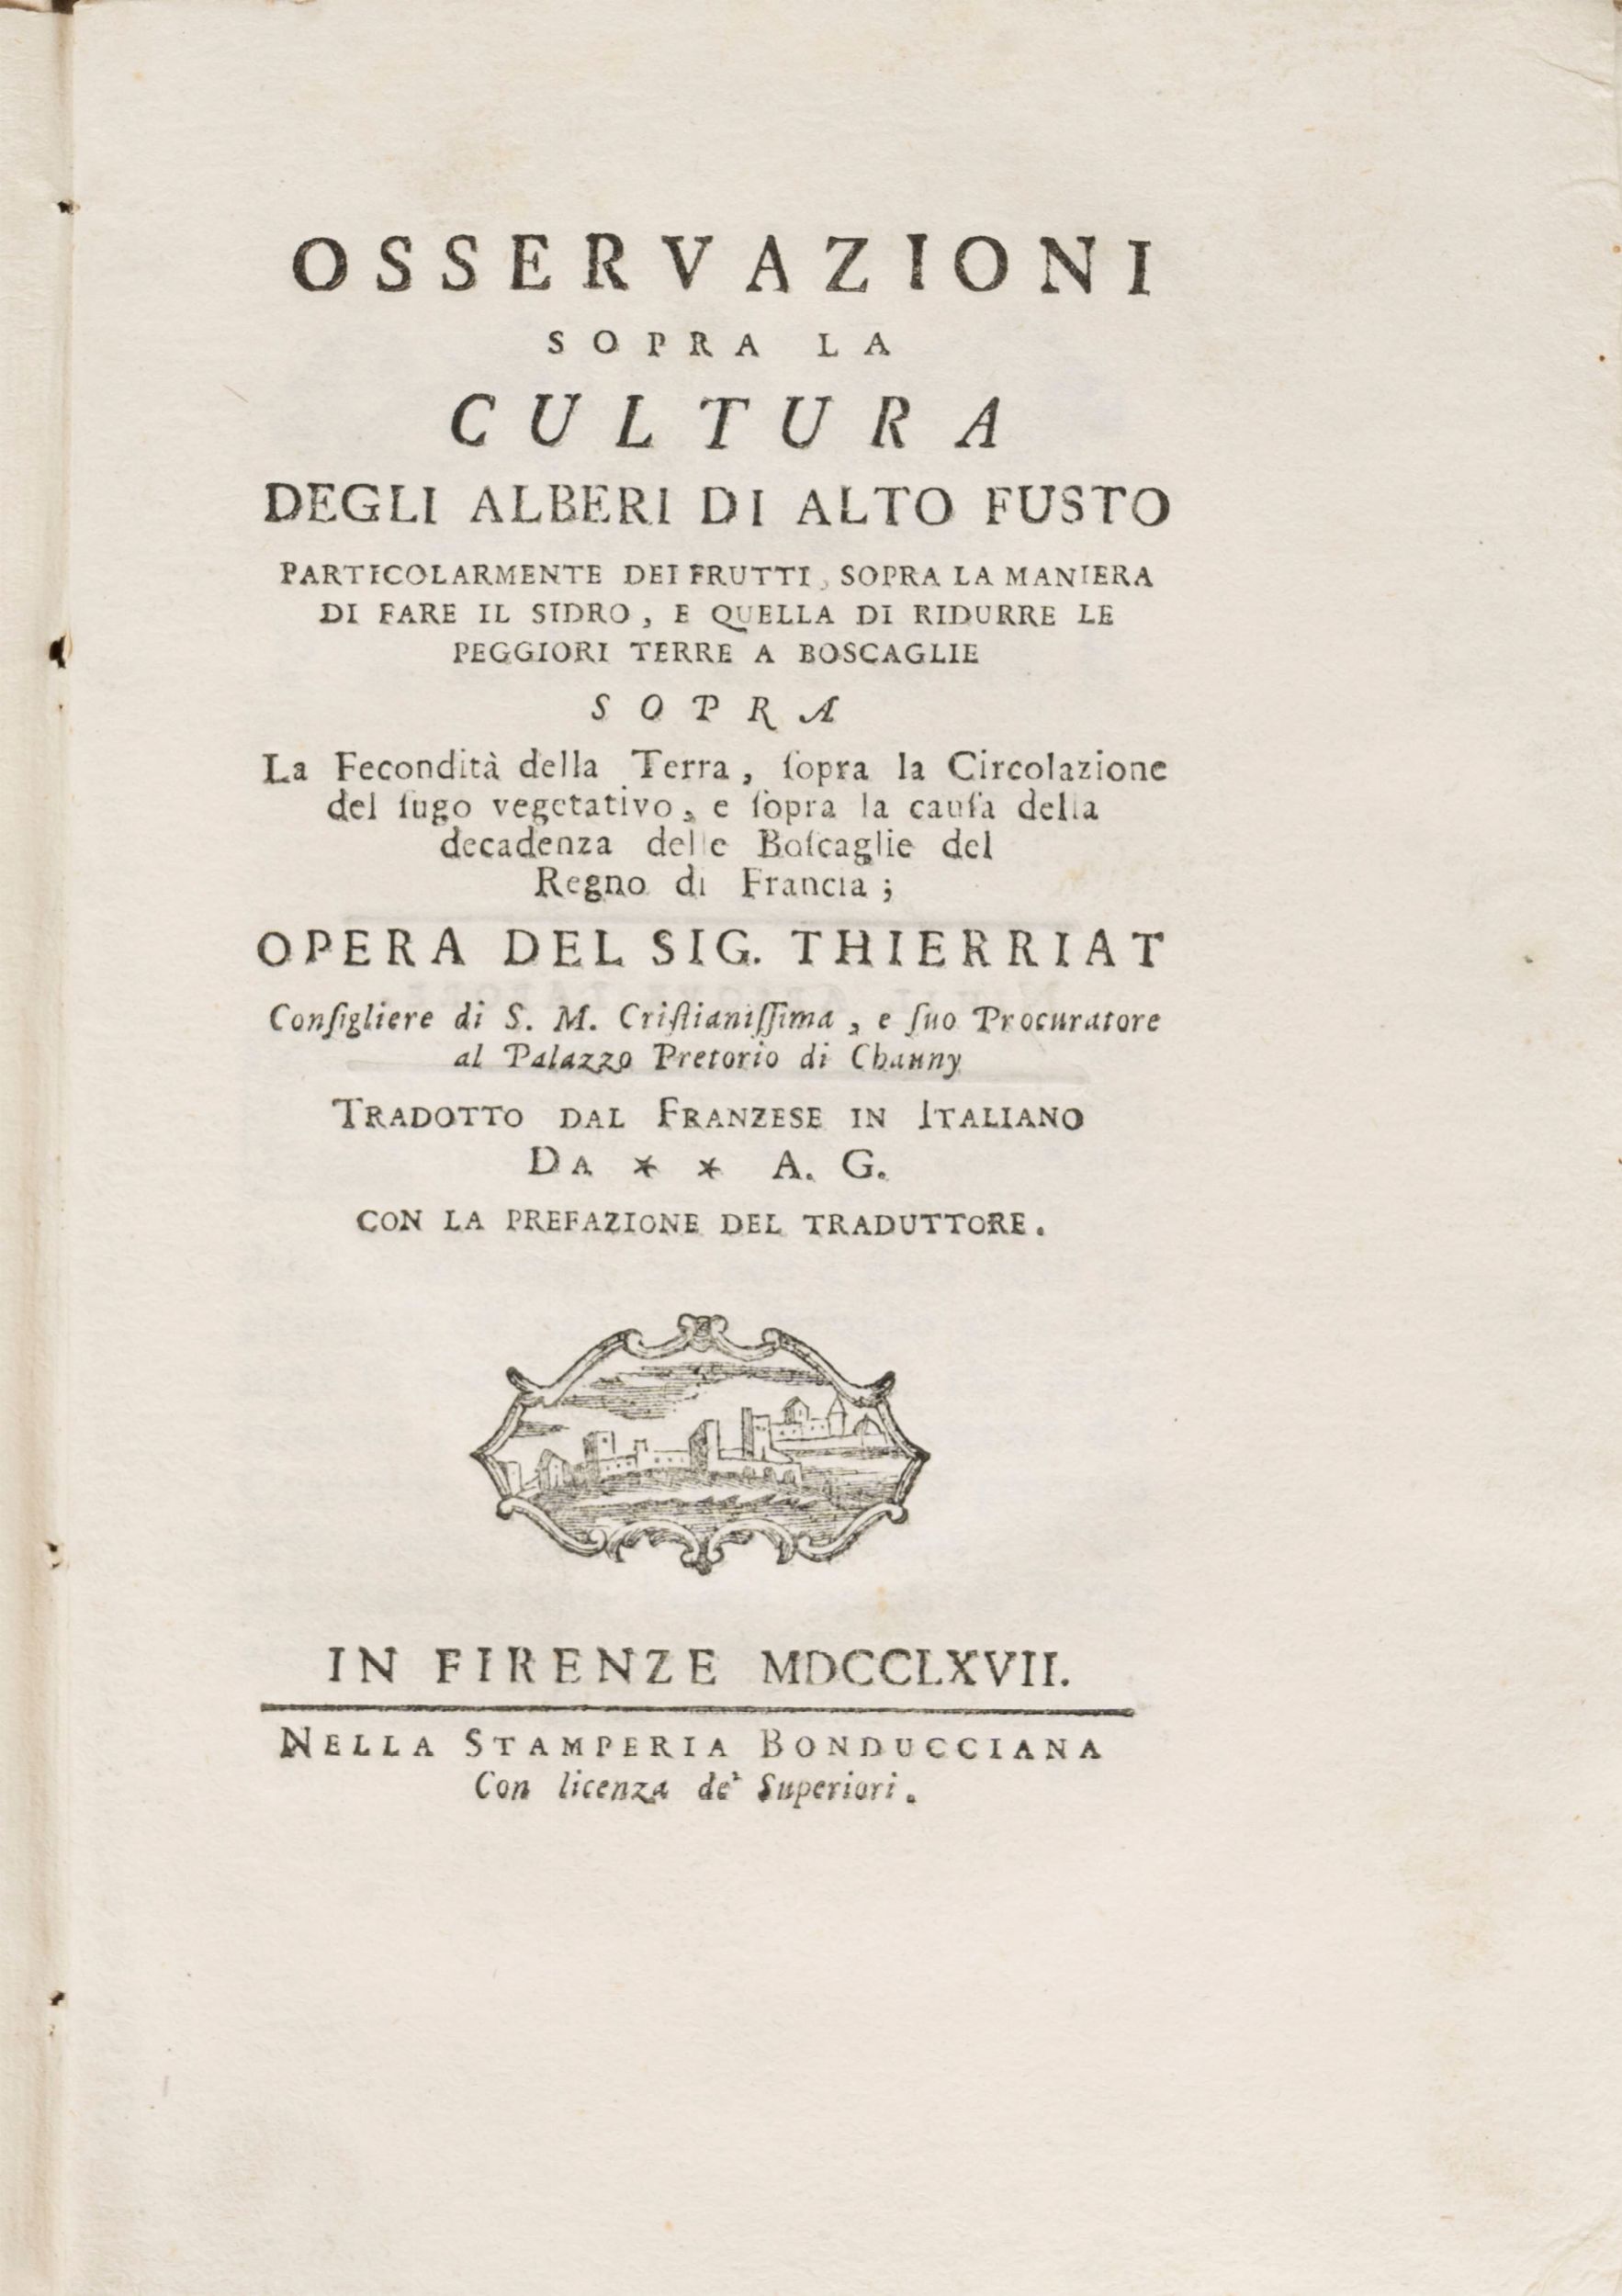 OSSERVAZIONI
SOPRA LA
CULTURA
DEGLI ALBERI DI ALTO FUSTO
PARTICOLARMENTE DEI FRUTTI, SOPRA LA MANIERA
DI FARE IL SIDRO, E QUELLA DI RIDURRE LE
PEGGIORI TERRE A BOSCAGLIE
SOPRA
La Fecondità della Terra, ſopra la Circolazione
del ſugo vegetativo, e ſopra la cauſa della
decadenza delle Boſcaglie del
Regno di Francia;
OPERA DEL SIG. THIERRIAT
Conſigliere di S. M. Criſtianiſſima, e ſuo Procuratore
al Palazzo Pretorio di Chauny
TRADOTTO DAL FRANZESE IN ITALIANO
DA * * A. G.
CON LA PREFAZIONE DEL TRADUTTORE.
IN FIRENZE MDCCLXVII.
NELLA STAMPERIA BONDUCCIANA
Con licenza de' Superiori.